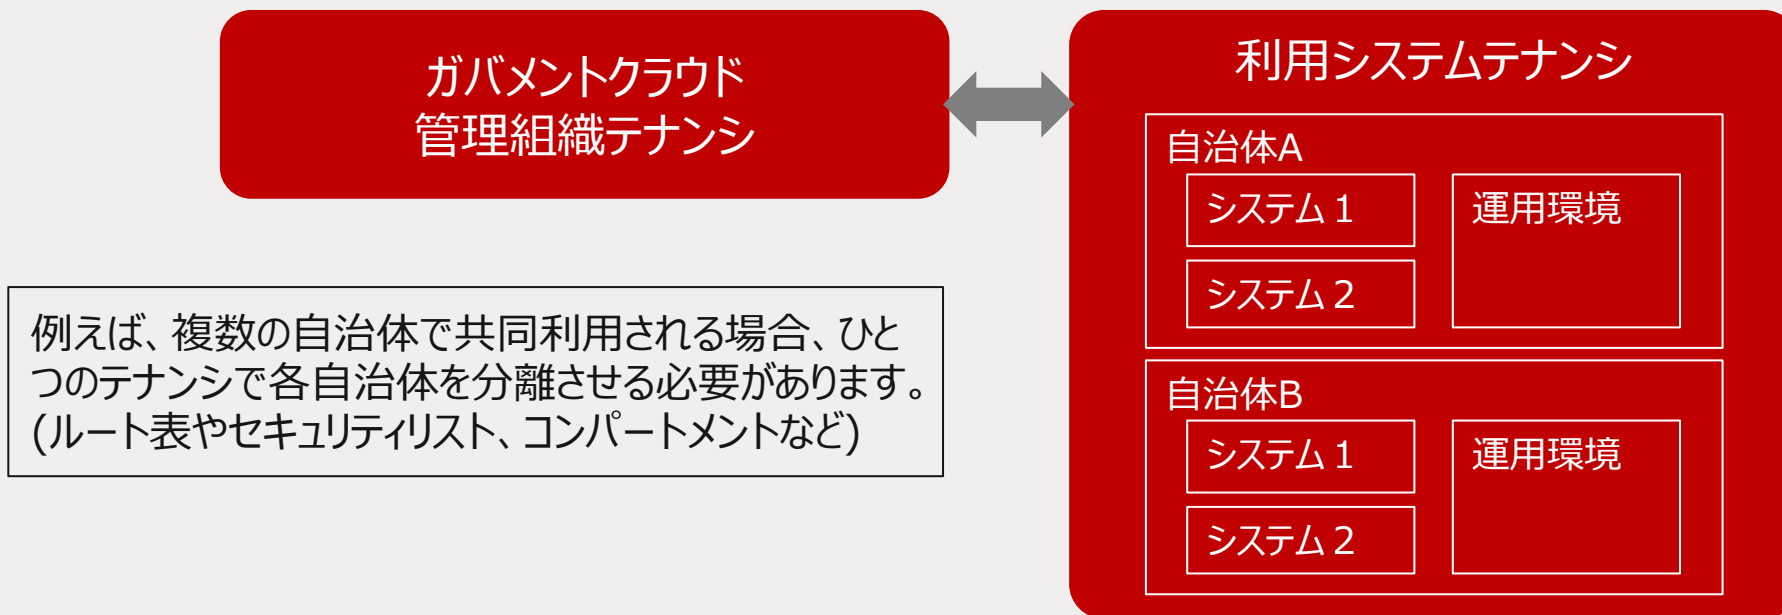 ガバメントクラウド
管理組織テナンシ
利用システムテナンシ
自治体A
システム１
運用環境
システム２
例えば、複数の自治体で共同利用される場合、ひと
つのテナンシで各自治体を分離させる必要があります。
(ルート表やセキュリティリスト、コンパートメントなど)
自治体B
システム１
運用環境
システム２